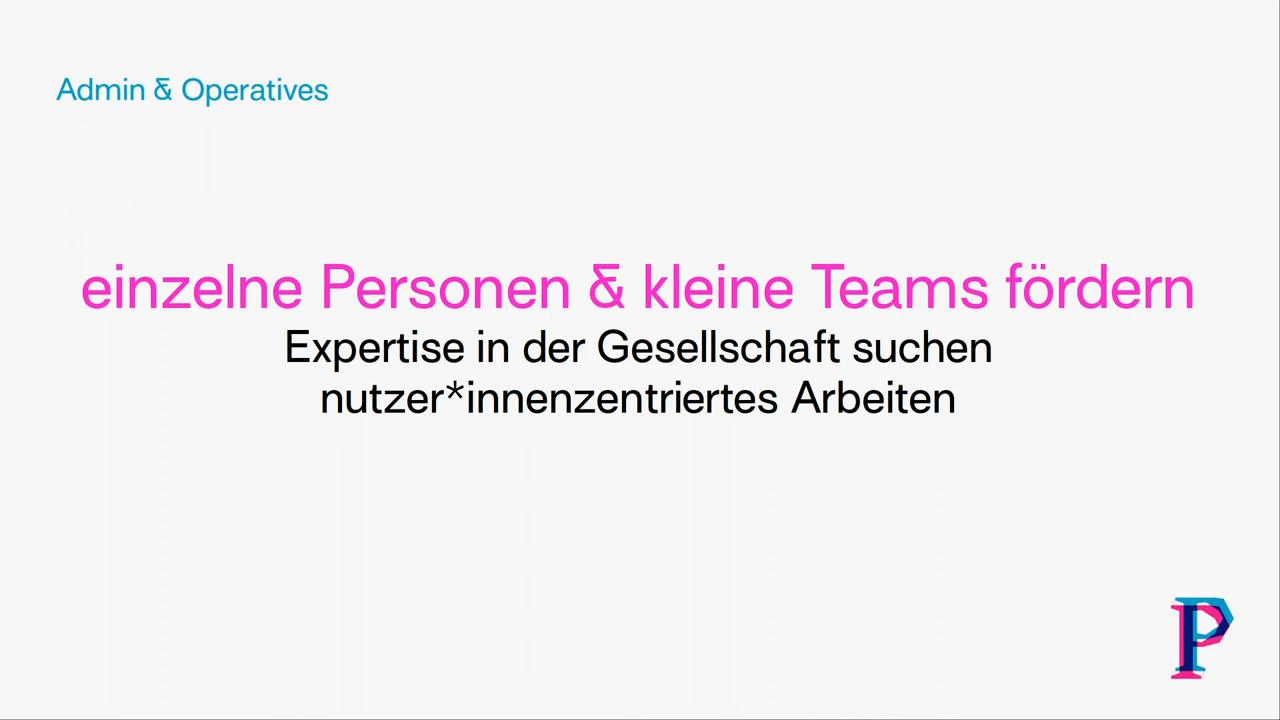 Admin & Operatives
einzelne Personen & kleine Teams fördern
Expertise in der Gesellschaft suchen
nutzer*innenzentriertes Arbeiten
P